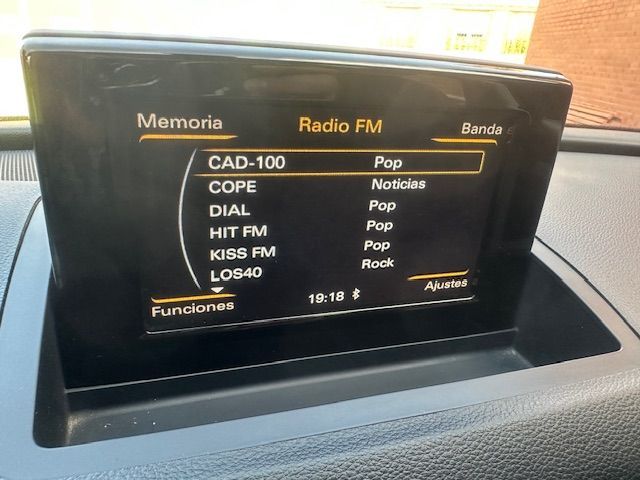 Memoria Radio FM Banda
CAD-100 Pop
COPE Noticias
DIAL Pop
HIT FM Pop
KISS FM Pop
LOS40 Rock
Funciones 19:18 Ajustes